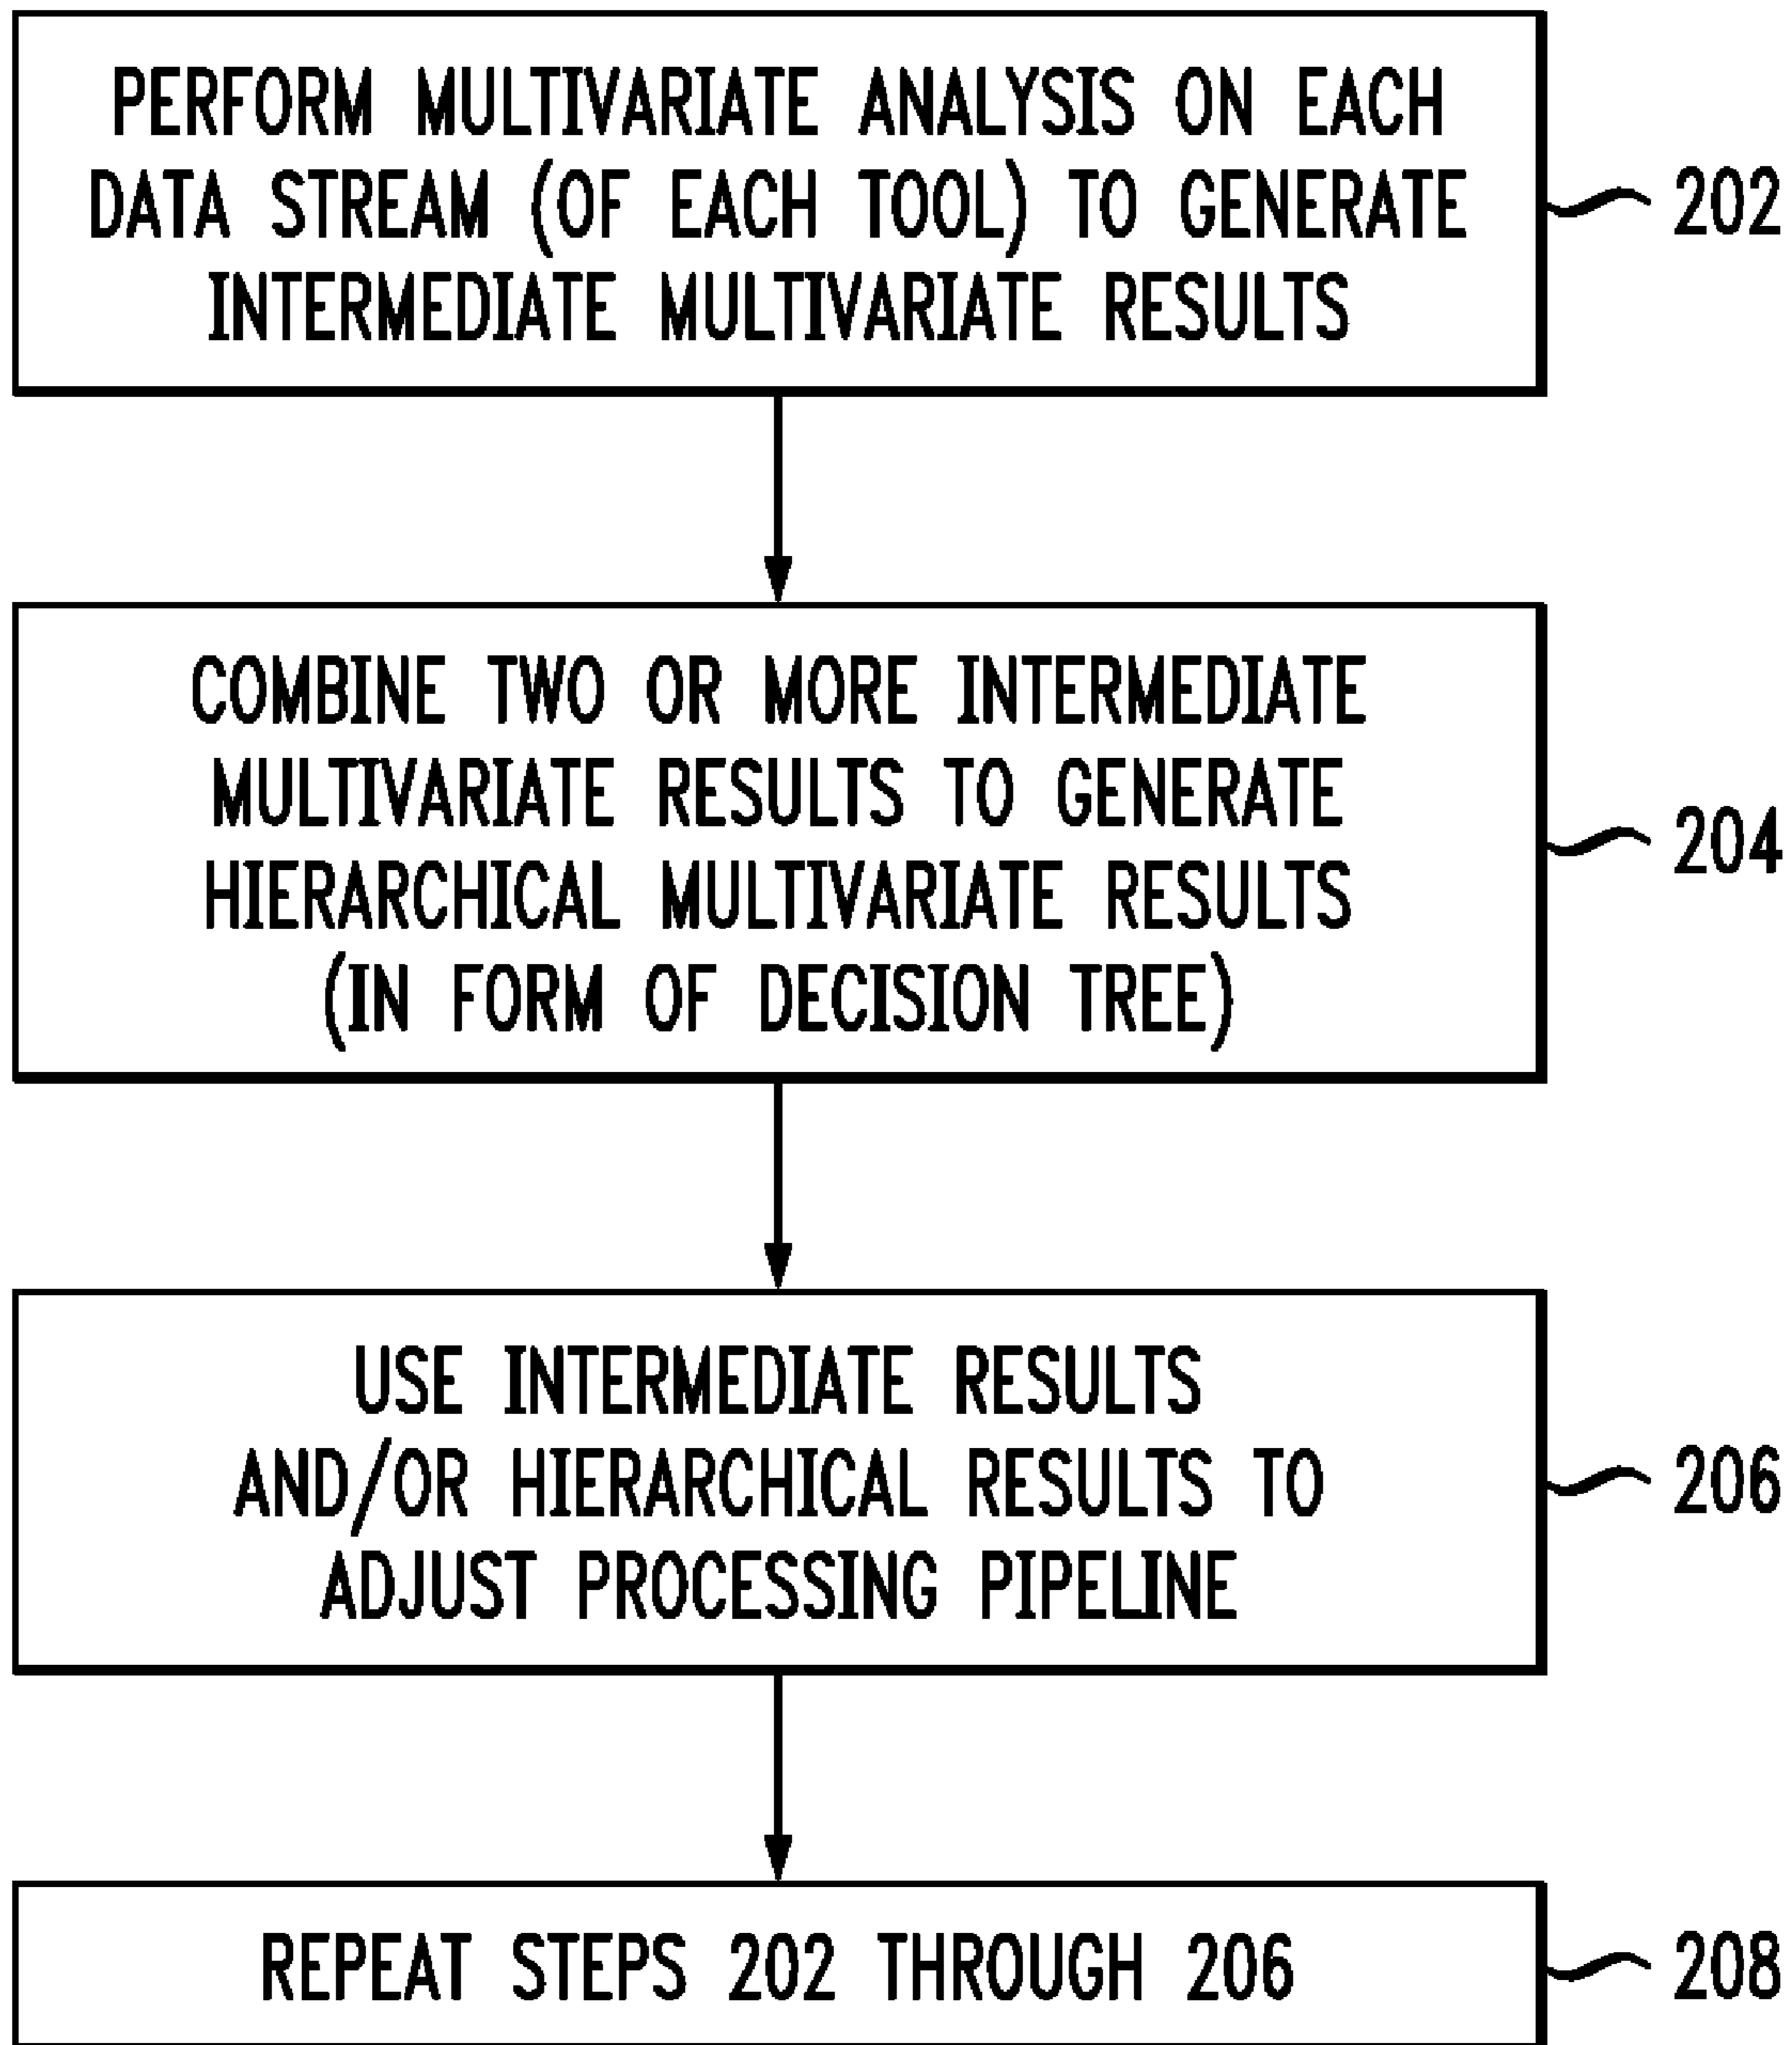 PERFORM MULTIVARIATE ANALYSIS ON EACH
DATA STREAM (OF EACH TOOL) TO GENERATE
INTERMEDIATE MULTIVARIATE RESULTS
202
COMBINE TWO OR MORE INTERMEDIATE
MULTIVARIATE RESULTS TO GENERATE
HIERARCHICAL MULTIVARIATE RESULTS
(IN FORM OF DECISION TREE)
204
USE INTERMEDIATE RESULTS
AND/OR HIERARCHICAL RESULTS TO
ADJUST PROCESSING PIPELINE
206
REPEAT STEPS 202 THROUGH 206
208